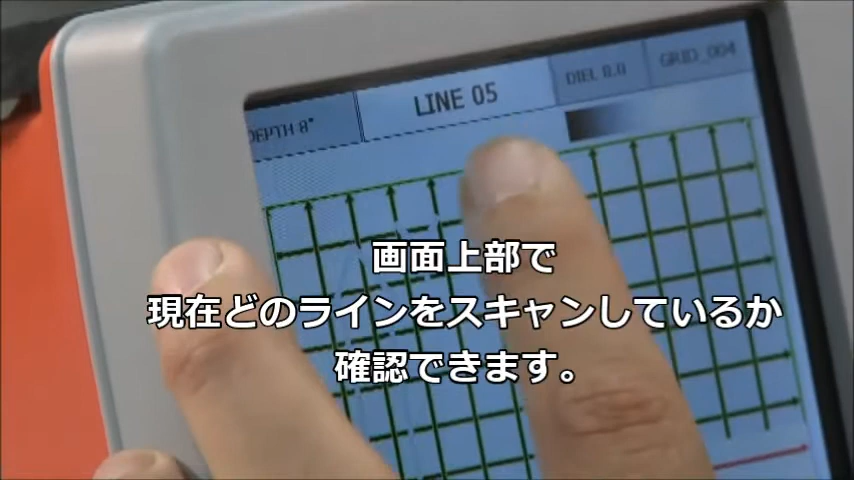 DEPTH 8"
LINE 05
DIEL 8.0
GRID_004
画面上部で
現在どのラインをスキャンしているか
確認できます。